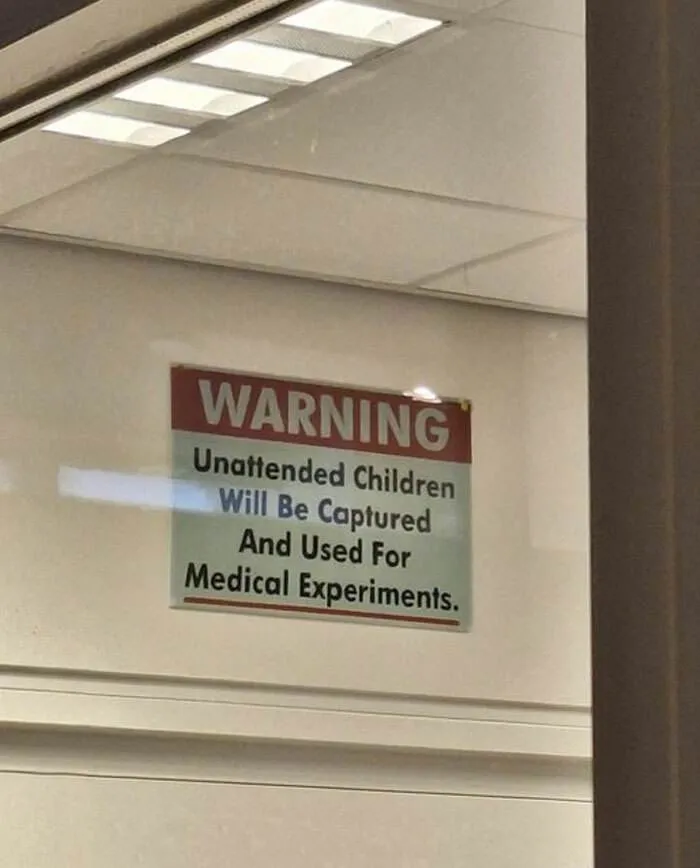 WARNING
Unattended Children
Will Be Captured
And Used For
Medical Experiments.